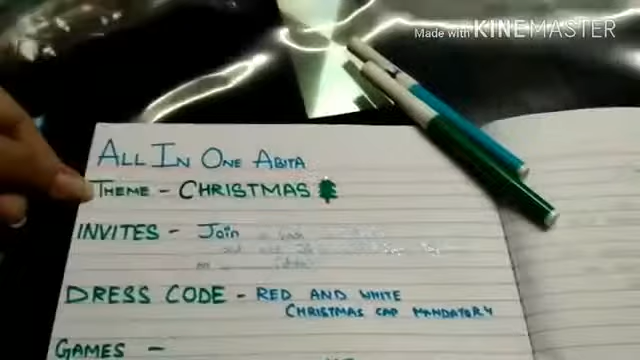 Made with KINEMASTER
ALL IN ONE ABITA
THEME - CHRISTMAS
INVITES - Join
DRESS CODE - RED AND WHITE
CHRISTMAS CAP MANDATORY
GAMES -